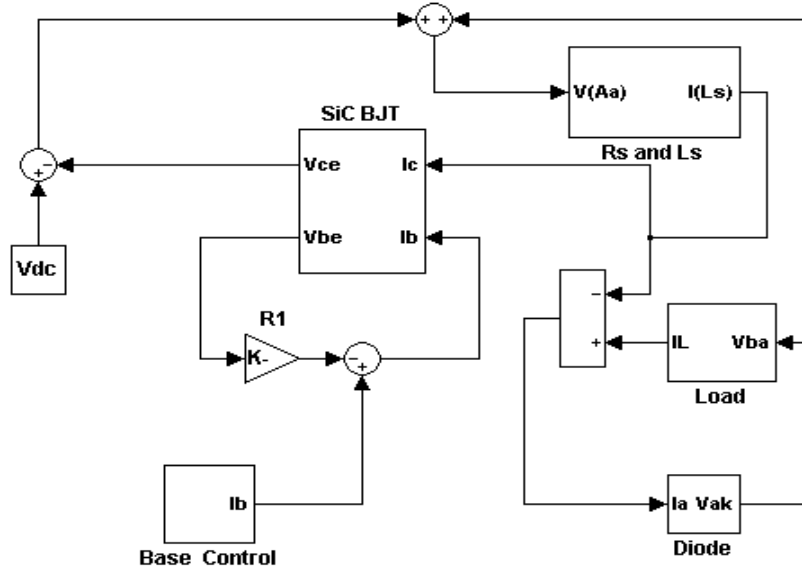 + +
V(Aa) I(Ls)
Rs and Ls
SiC BJT
Vce Ic
Vbe Ib
-
+
Vdc
R1
K-
-
+
-
+
IL Vba
Load
Ib
Base Control
Ia Vak
Diode